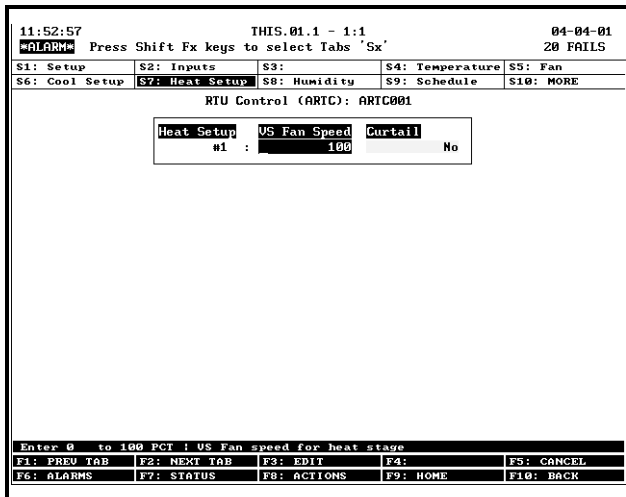 11:52:57 THIS.01.1 - 1:1 04-04-01
*ALARM* Press Shift Fx keys to select Tabs 'Sx' 20 FAILS
S1: Setup S2: Inputs S3: S4: Temperature S5: Fan
S6: Cool Setup S7: Heat Setup S8: Humidity S9: Schedule S10: MORE
RTU Control (ARTC): ARTC001
Heat Setup VS Fan Speed Curtail
#1 : 100 No
Enter 0 to 100 PCT ¦ VS Fan speed for heat stage
F1: PREV TAB F2: NEXT TAB F3: EDIT F4: F5: CANCEL
F6: ALARMS F7: STATUS F8: ACTIONS F9: HOME F10: BACK